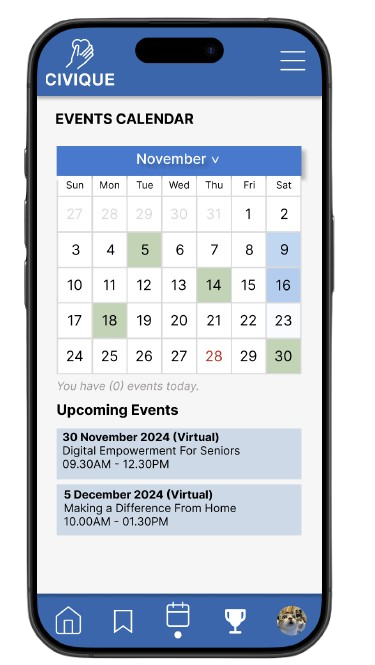 CIVIQUE
EVENTS CALENDAR
November v
Sun Mon Tue Wed Thu Fri Sat
27 28 29 30 31 1 2
3 4 5 6 7 8 9
10 11 12 13 14 15 16
17 18 19 20 21 22 23
24 25 26 27 28 29 30
You have (0) events today.
Upcoming Events
30 November 2024 (Virtual)
Digital Empowerment For Seniors
09.30AM - 12.30PM
5 December 2024 (Virtual)
Making a Difference From Home
10.00AM - 01.30PM